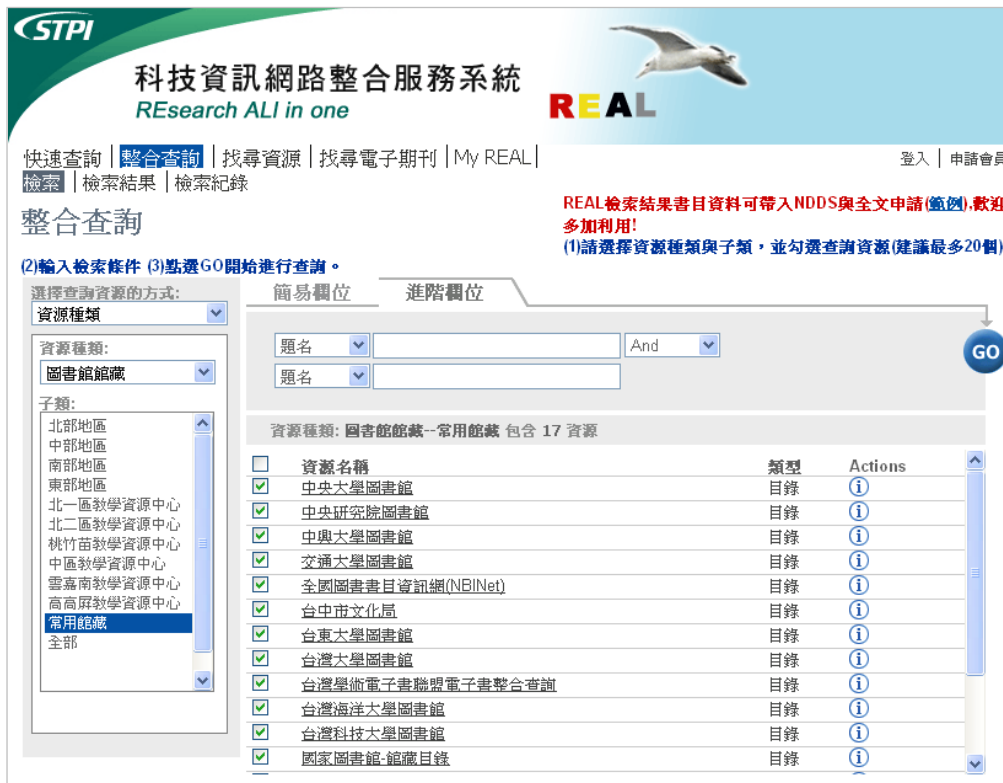 STPI
科技資訊網路整合服務系統
REsearch ALl in one
REAL
快速查詢 | 整合查詢 | 找尋資源 | 找尋電子期刊 | My REAL |
登入 | 申請會員
檢索 | 檢索結果 | 檢索紀錄
整合查詢
REAL檢索結果書目資料可帶入NDDS與全文申請(範例),歡迎
多加利用!
(1)請選擇資源種類與子類，並勾選查詢資源(建議最多20個)
(2)輸入檢索條件 (3)點選GO開始進行查詢。
選擇查詢資源的方式:
資源種類
資源種類:
圖書館館藏
子類:
北部地區
中部地區
南部地區
東部地區
北一區教學資源中心
北二區教學資源中心
桃竹苗教學資源中心
中區教學資源中心
雲嘉南教學資源中心
高高屏教學資源中心
常用館藏
全部
簡易欄位 進階欄位
題名 And
GO
題名
資源種類: 圖書館館藏--常用館藏 包含 17 資源
資源名稱 類型 Actions
中央大學圖書館 目錄
中央研究院圖書館 目錄
中興大學圖書館 目錄
交通大學圖書館 目錄
全國圖書書目資訊網(NBINet) 目錄
台中市文化局 目錄
台東大學圖書館 目錄
台灣大學圖書館 目錄
台灣學術電子書聯盟電子書整合查詢 目錄
台灣海洋大學圖書館 目錄
台灣科技大學圖書館 目錄
國家圖書館-館藏目錄 目錄